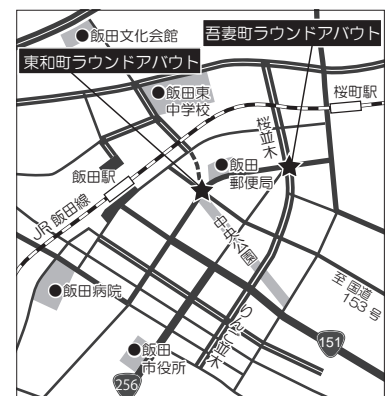 飯田文化会館
吾妻町ラウンドアバウト
東和町ラウンドアバウト
飯田東
中学校
桜町駅
桜並木
飯田駅
飯田
郵便局
JR飯田線
中央公園
至国道
153号
飯田病院
りんご並木
151
飯田
市役所
256